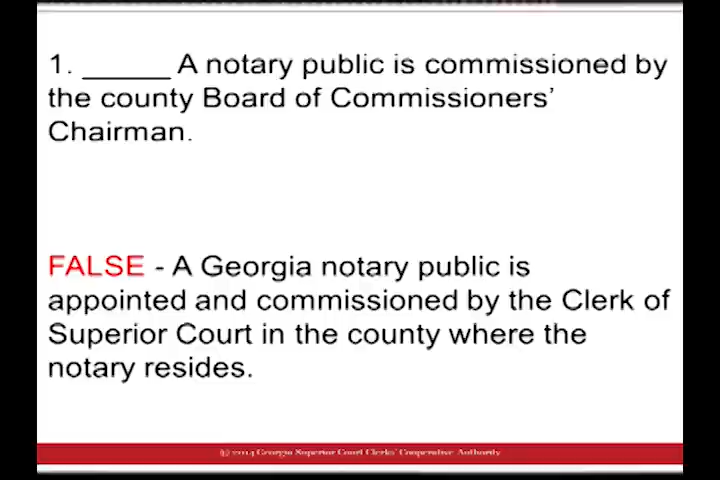 1. _____ A notary public is commissioned by
the county Board of Commissioners’
Chairman.
FALSE - A Georgia notary public is
appointed and commissioned by the Clerk of
Superior Court in the county where the
notary resides.
© 2014 Georgia Superior Court Clerks’ Cooperative Authority